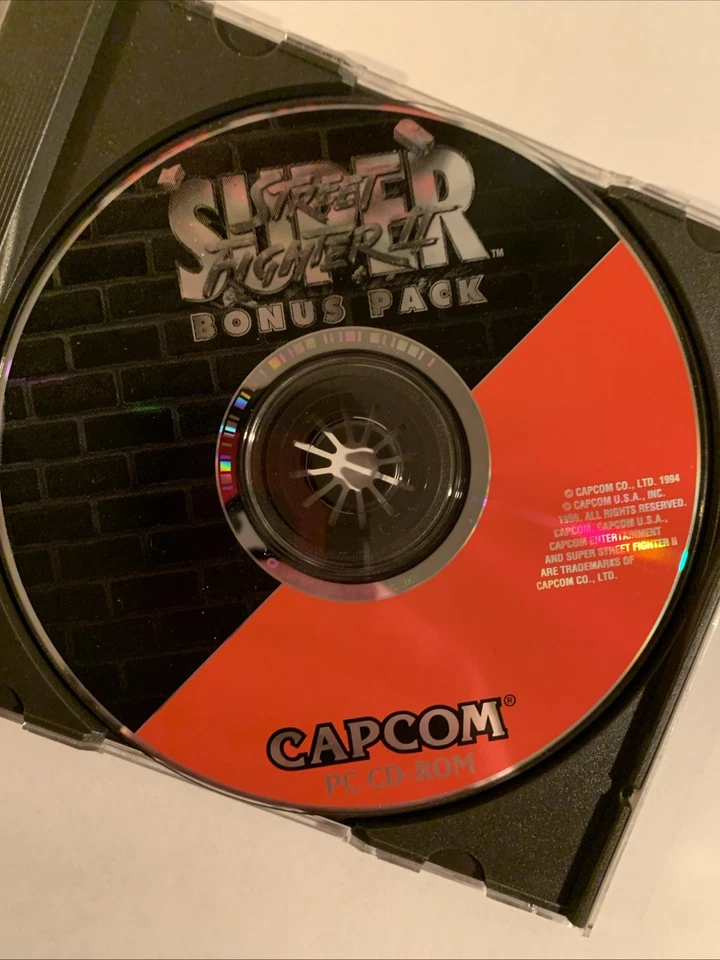 SUPER
STREET
FIGHTER II
™
BONUS PACK
© CAPCOM CO., LTD. 1994
© CAPCOM U.S.A., INC.
ALL RIGHTS RESERVED.
CAPCOM, CAPCOM U.S.A.,
CAPCOM ENTERTAINMENT
AND SUPER STREET FIGHTER II
ARE TRADEMARKS OF
CAPCOM CO., LTD.
CAPCOM®
PC CD-ROM